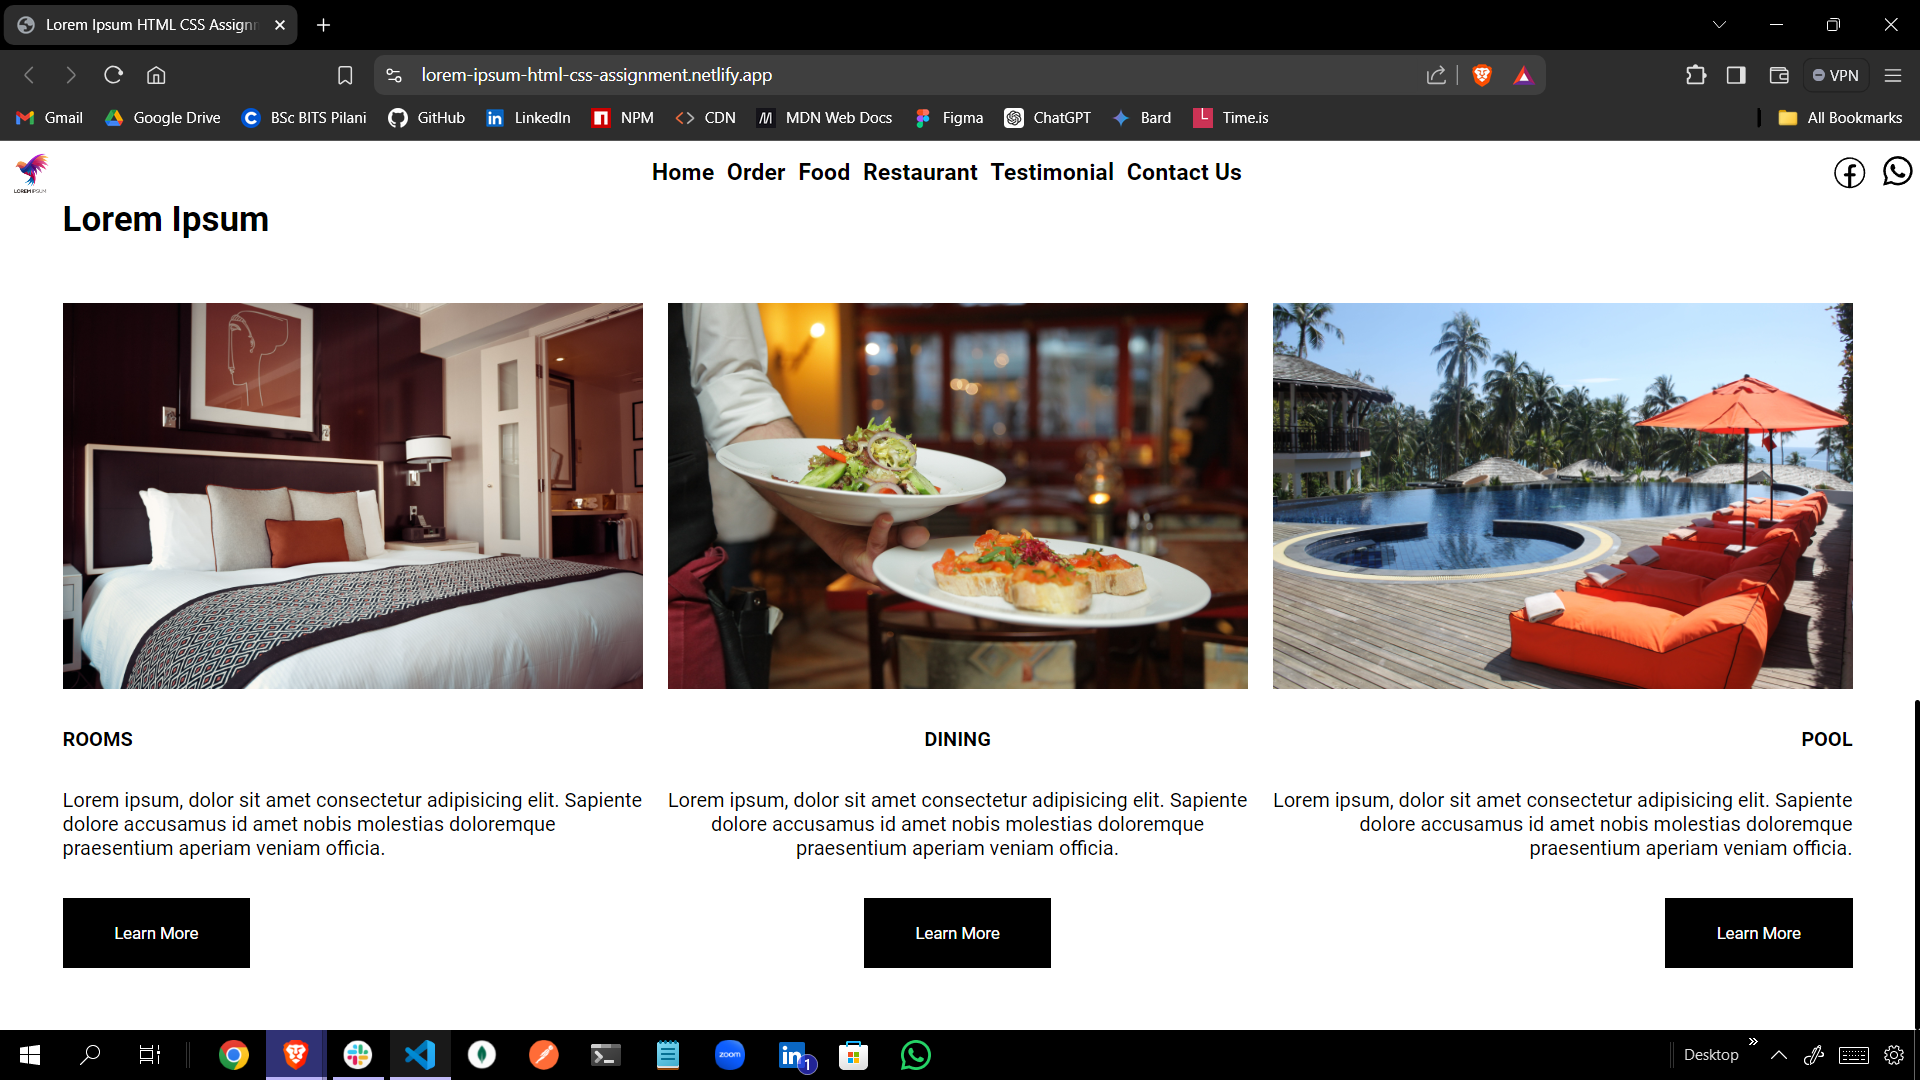 Lorem Ipsum HTML CSS Assignn
lorem-ipsum-html-css-assignment.netlify.app
VPN
Gmail Google Drive BSc BITS Pilani GitHub LinkedIn NPM CDN MDN Web Docs Figma ChatGPT Bard Time.is All Bookmarks
LOREM IPSUM
Home Order Food Restaurant Testimonial Contact Us
Lorem Ipsum
ROOMS
Lorem ipsum, dolor sit amet consectetur adipisicing elit. Sapiente
dolore accusamus id amet nobis molestias doloremque
praesentium aperiam veniam officia.
Learn More
DINING
Lorem ipsum, dolor sit amet consectetur adipisicing elit. Sapiente
dolore accusamus id amet nobis molestias doloremque
praesentium aperiam veniam officia.
Learn More
POOL
Lorem ipsum, dolor sit amet consectetur adipisicing elit. Sapiente
dolore accusamus id amet nobis molestias doloremque
praesentium aperiam veniam officia.
Learn More
zoom
in
1
Desktop